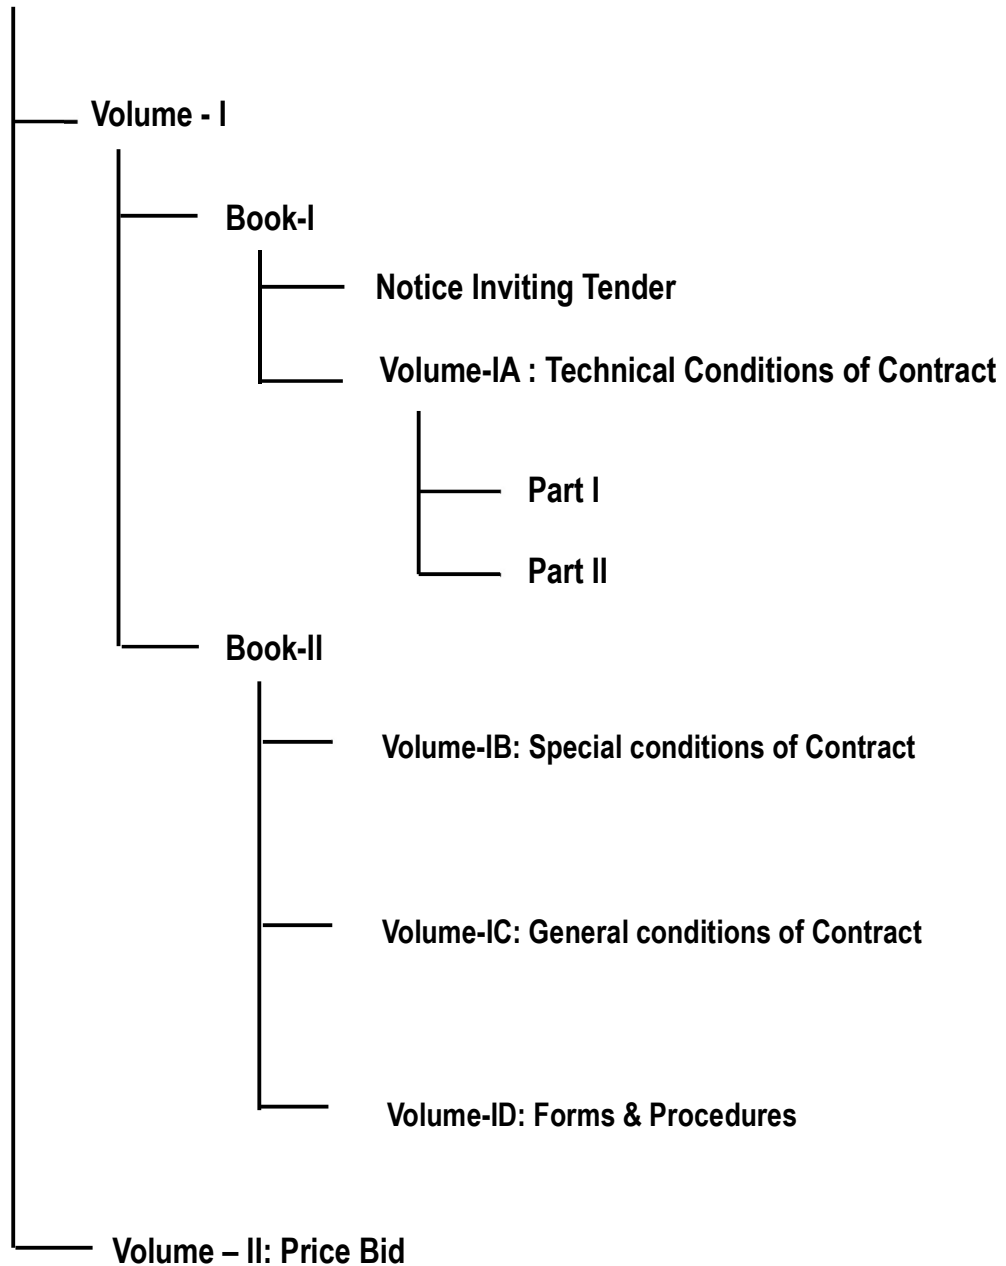 Volume - I
Book-I
Notice Inviting Tender
Volume-IA : Technical Conditions of Contract
Part I
Part II
Book-II
Volume-IB: Special conditions of Contract
Volume-IC: General conditions of Contract
Volume-ID: Forms & Procedures
Volume – II: Price Bid